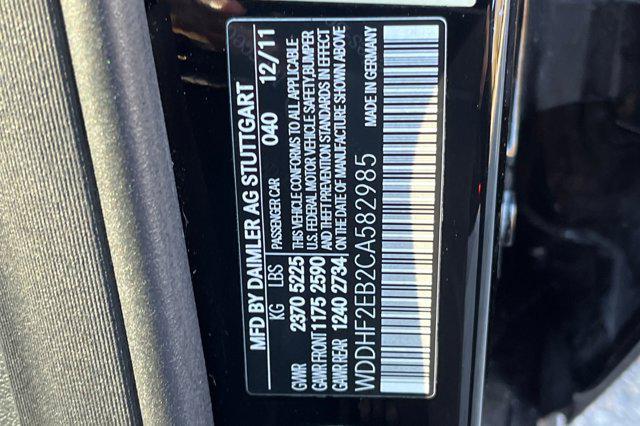 MFD BY DAIMLER AG STUTTGART
KG LBS PASSENGER CAR 040 12/11
GVWR 2370 5225 THIS VEHICLE CONFORMS TO ALL APPLICABLE
GAWR FRONT 1175 2590 U.S. FEDERAL MOTOR VEHICLE SAFETY, BUMPER
GAWR REAR 1240 2734 AND THEFT PREVENTION STANDARDS IN EFFECT
ON THE DATE OF MANUFACTURE SHOWN ABOVE
WDDHF2EB2CA582985 MADE IN GERMANY